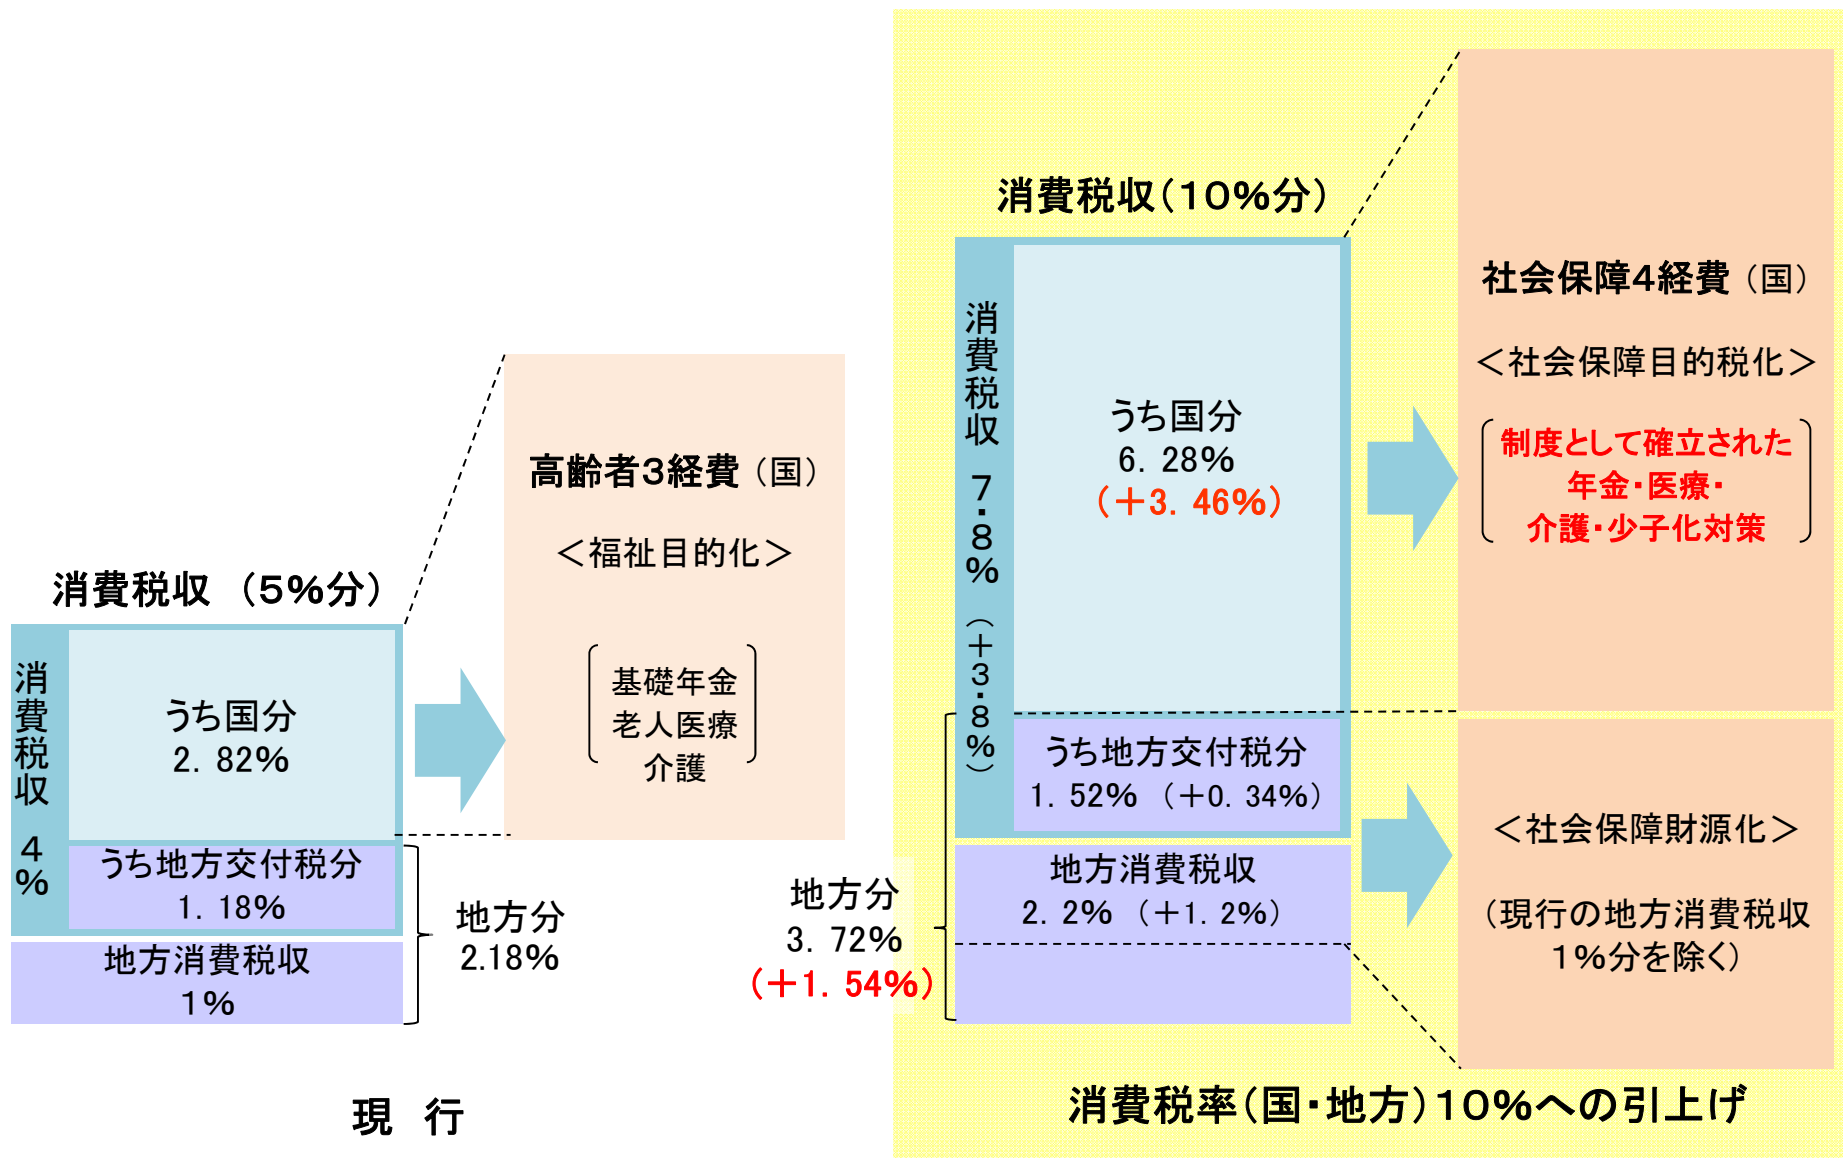 消費税収 （５％分）
消費税収 ４％
うち国分
２．８２％
うち地方交付税分
１．１８％
地方消費税収
１％
地方分
2.18％
高齢者３経費（国）
＜福祉目的化＞
基礎年金
老人医療
介護
現 行
消費税収（１０％分）
消費税収 ７・８％（＋３・８％）
うち国分
６．２８％
（＋３．４６％）
うち地方交付税分
１．５２％（＋０．３４％）
地方消費税収
２．２％（＋１．２％）
地方分
３．７２％
（＋１．５４％）
社会保障４経費（国）
＜社会保障目的税化＞
制度として確立された
年金・医療・
介護・少子化対策
＜社会保障財源化＞
（現行の地方消費税収
１％分を除く）
消費税率（国・地方）１０％への引上げ